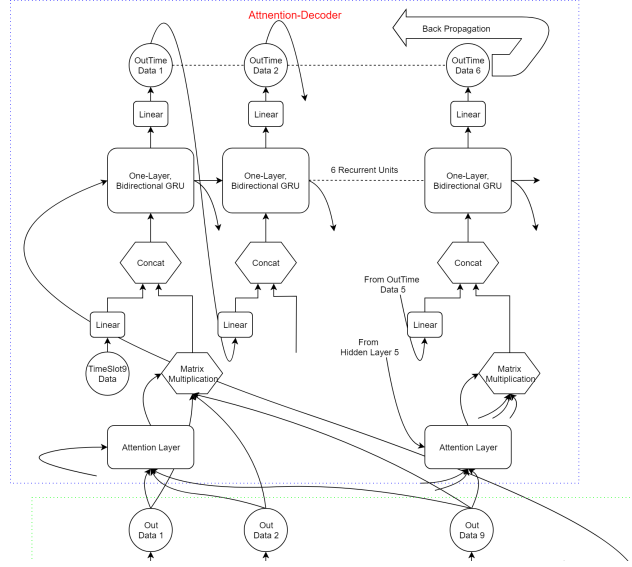 Attnention-Decoder
Back Propagation
OutTime
Data 1
OutTime
Data 2
OutTime
Data 6
Linear
Linear
Linear
One-Layer,
Bidirectional GRU
One-Layer,
Bidirectional GRU
6 Recurrent Units
One-Layer,
Bidirectional GRU
Concat
Concat
Concat
From OutTime
Data 5
Linear
Linear
Linear
From
Hidden Layer 5
TimeSlot9
Data
Matrix
Multiplication
Matrix
Multiplication
Attention Layer
Attention Layer
Out
Data 1
Out
Data 2
Out
Data 9